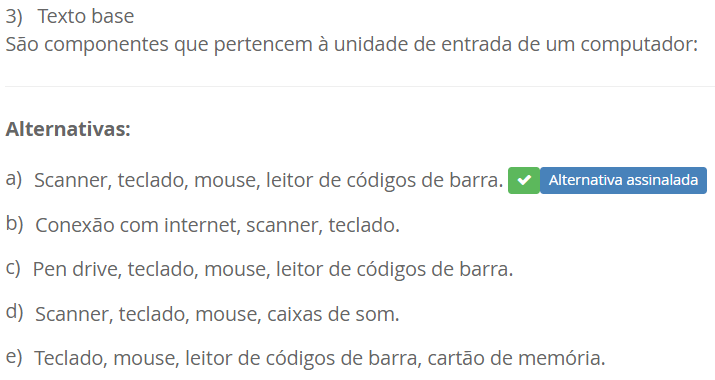 3) Texto base
São componentes que pertencem à unidade de entrada de um computador:
Alternativas:
a) Scanner, teclado, mouse, leitor de códigos de barra. Alternativa assinalada
b) Conexão com internet, scanner, teclado.
c) Pen drive, teclado, mouse, leitor de códigos de barra.
d) Scanner, teclado, mouse, caixas de som.
e) Teclado, mouse, leitor de códigos de barra, cartão de memória.